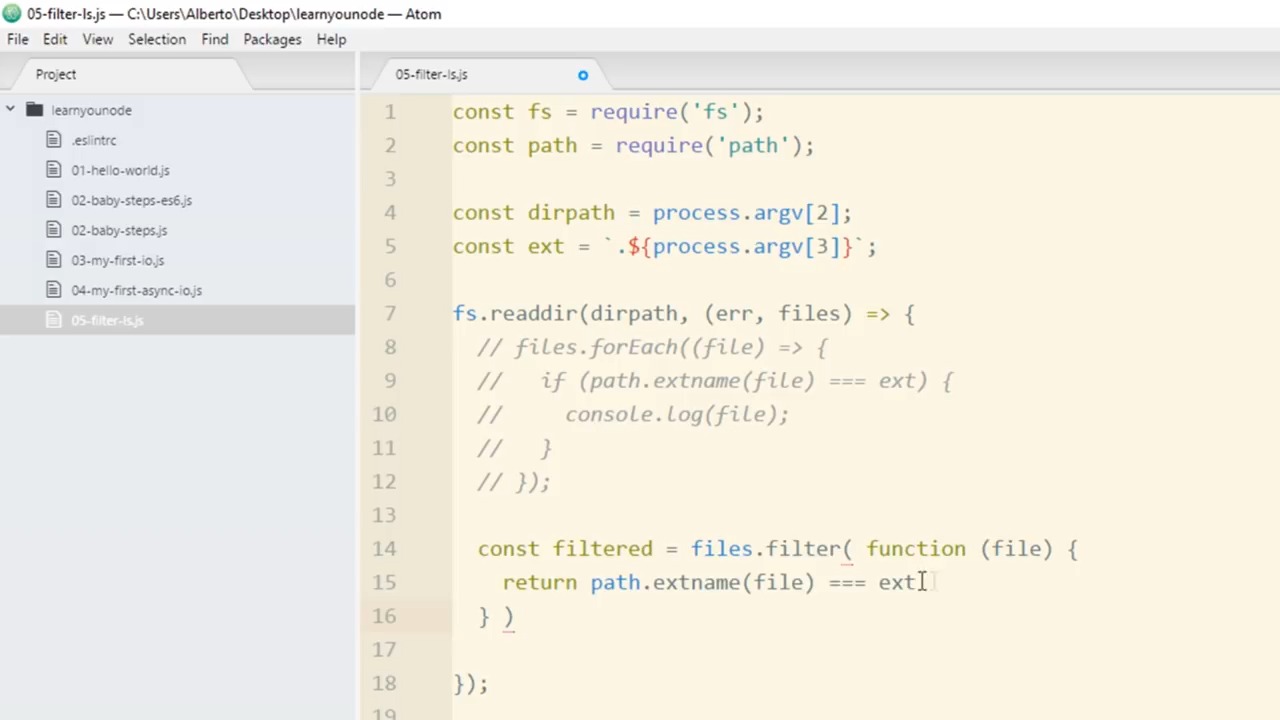 05-filter-ls.js — C:\Users\Alberto\Desktop\learnyounode — Atom
File Edit View Selection Find Packages Help
Project
05-filter-ls.js
learnyounode
.eslintrc
01-hello-world.js
02-baby-steps-es6.js
02-baby-steps.js
03-my-first-io.js
04-my-first-async-io.js
05-filter-ls.js
1 const fs = require('fs');
2 const path = require('path');
3
4 const dirpath = process.argv[2];
5 const ext = `.${process.argv[3]}`;
6
7 fs.readdir(dirpath, (err, files) => {
8 // files.forEach((file) => {
9 //   if (path.extname(file) === ext) {
10 //     console.log(file);
11 //   }
12 // });
13
14 const filtered = files.filter( function (file) {
15 return path.extname(file) === ext
16 } )
17
18 });
19